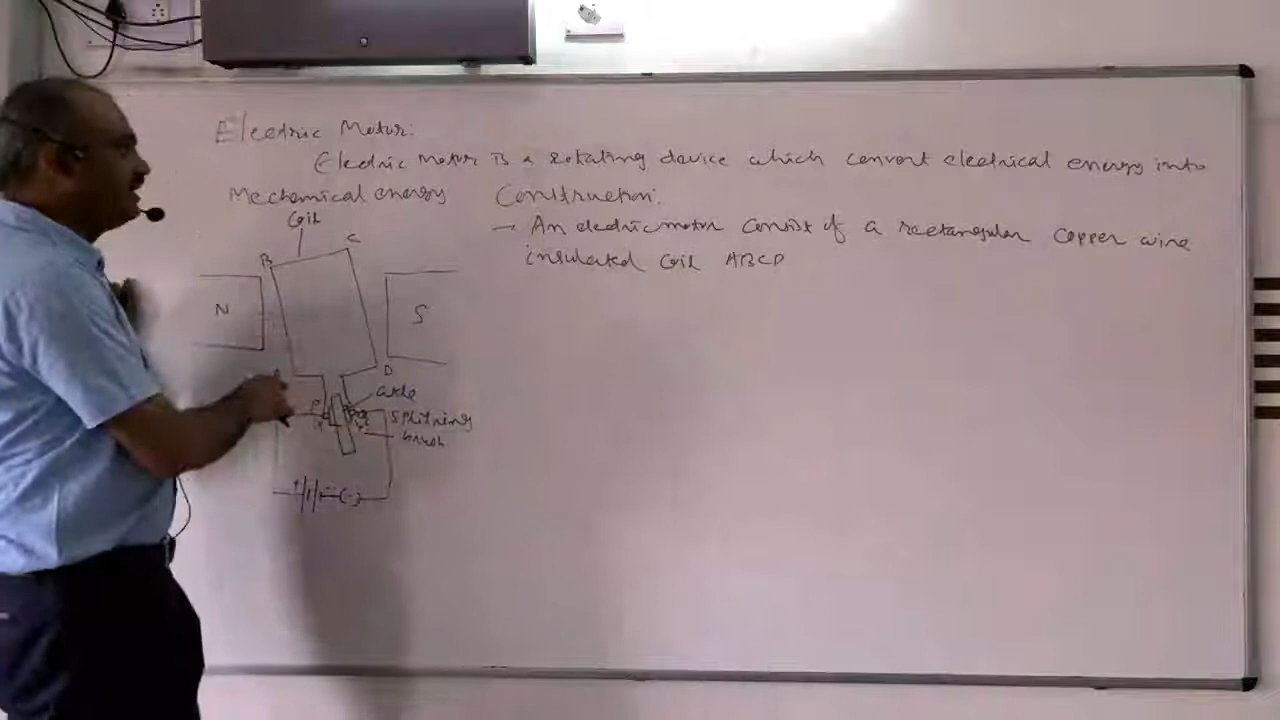 Electric Motor:
Electric Motor is a rotating device which convert electrical energy into
Mechanical energy
Construction:
→ An electric motor consist of a rectangular copper wire
insulated coil ABCD
coil
B
C
N
S
D
axle
P
splitring
brush
+
(·)